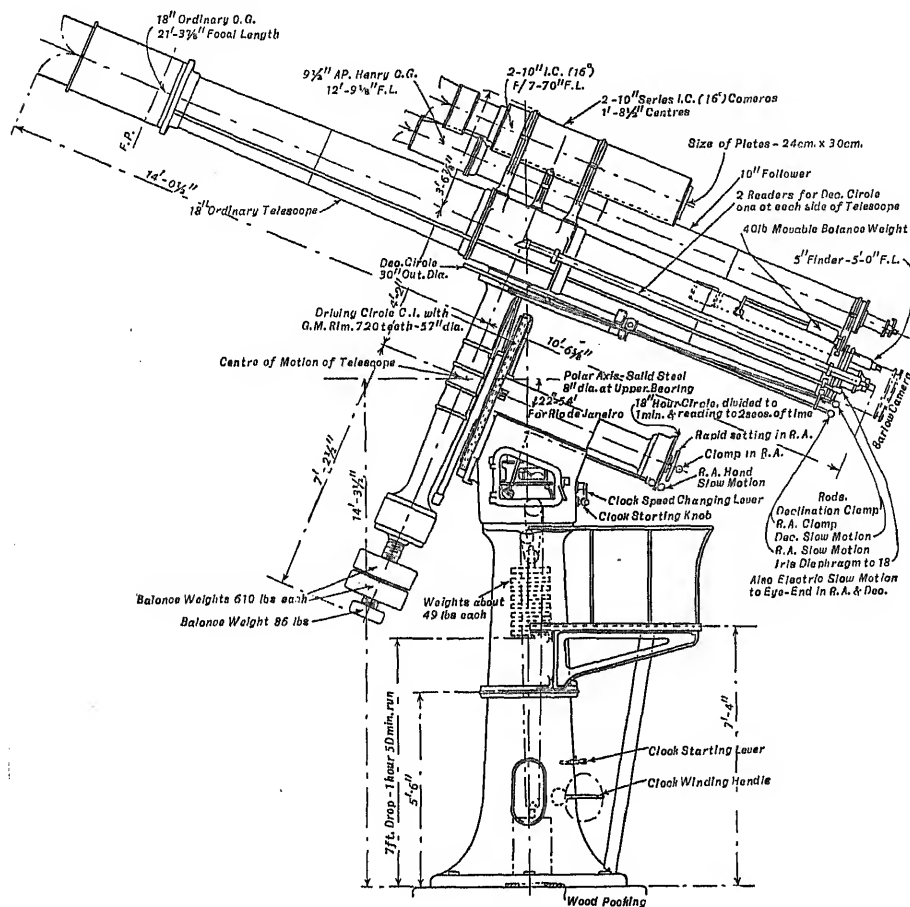 18" Ordinary O.G.
21'-3⅞" Focal Length
9½" AP. Henry O.G.
12'-9⅛" F.L.
2-10" I.C. (16°)
F/7-70" F.L.
2-10" Series I.C. (16°) Cameras
1'-8½" Centres
Size of Plates - 24cm. x 30cm.
10" Follower
2 Readers for Dec. Circle
one at each side of Telescope
40lb Movable Balance Weight
5" Finder - 5'-0" F.L.
F.P.
14'-0½"
18" Ordinary Telescope
Dec. Circle
30" Out. Dia.
Driving Circle C.I. with
G.M. Rim. 720 teeth - 57" dia.
Centre of Motion of Telescope
Polar Axis - Solid Steel
8" dia. at Upper Bearing
22°-54'
For Rio de Janeiro
18" Hour Circle, divided to
1min. & reading to 2secs. of time
Rapid setting in R.A.
Clamp in R.A.
R.A. Hand
Slow Motion
Barlow Camera
Clock Speed Changing Lever
Clock Starting Knob
Rods.
Declination Clamp
R.A. Clamp
Dec. Slow Motion
R.A. Slow Motion
Iris Diaphragm to 18
Also Electric Slow Motion
to Eye-End in R.A. & Dec.
7'-2½"
14'-3½"
Balance Weights 610 lbs each
Balance Weight 86 lbs
Weights about
49 lbs each
7ft. Drop - 1 hour 50 min. run
5'-6"
7'-4"
Clock Starting Lever
Clock Winding Handle
Wood Packing